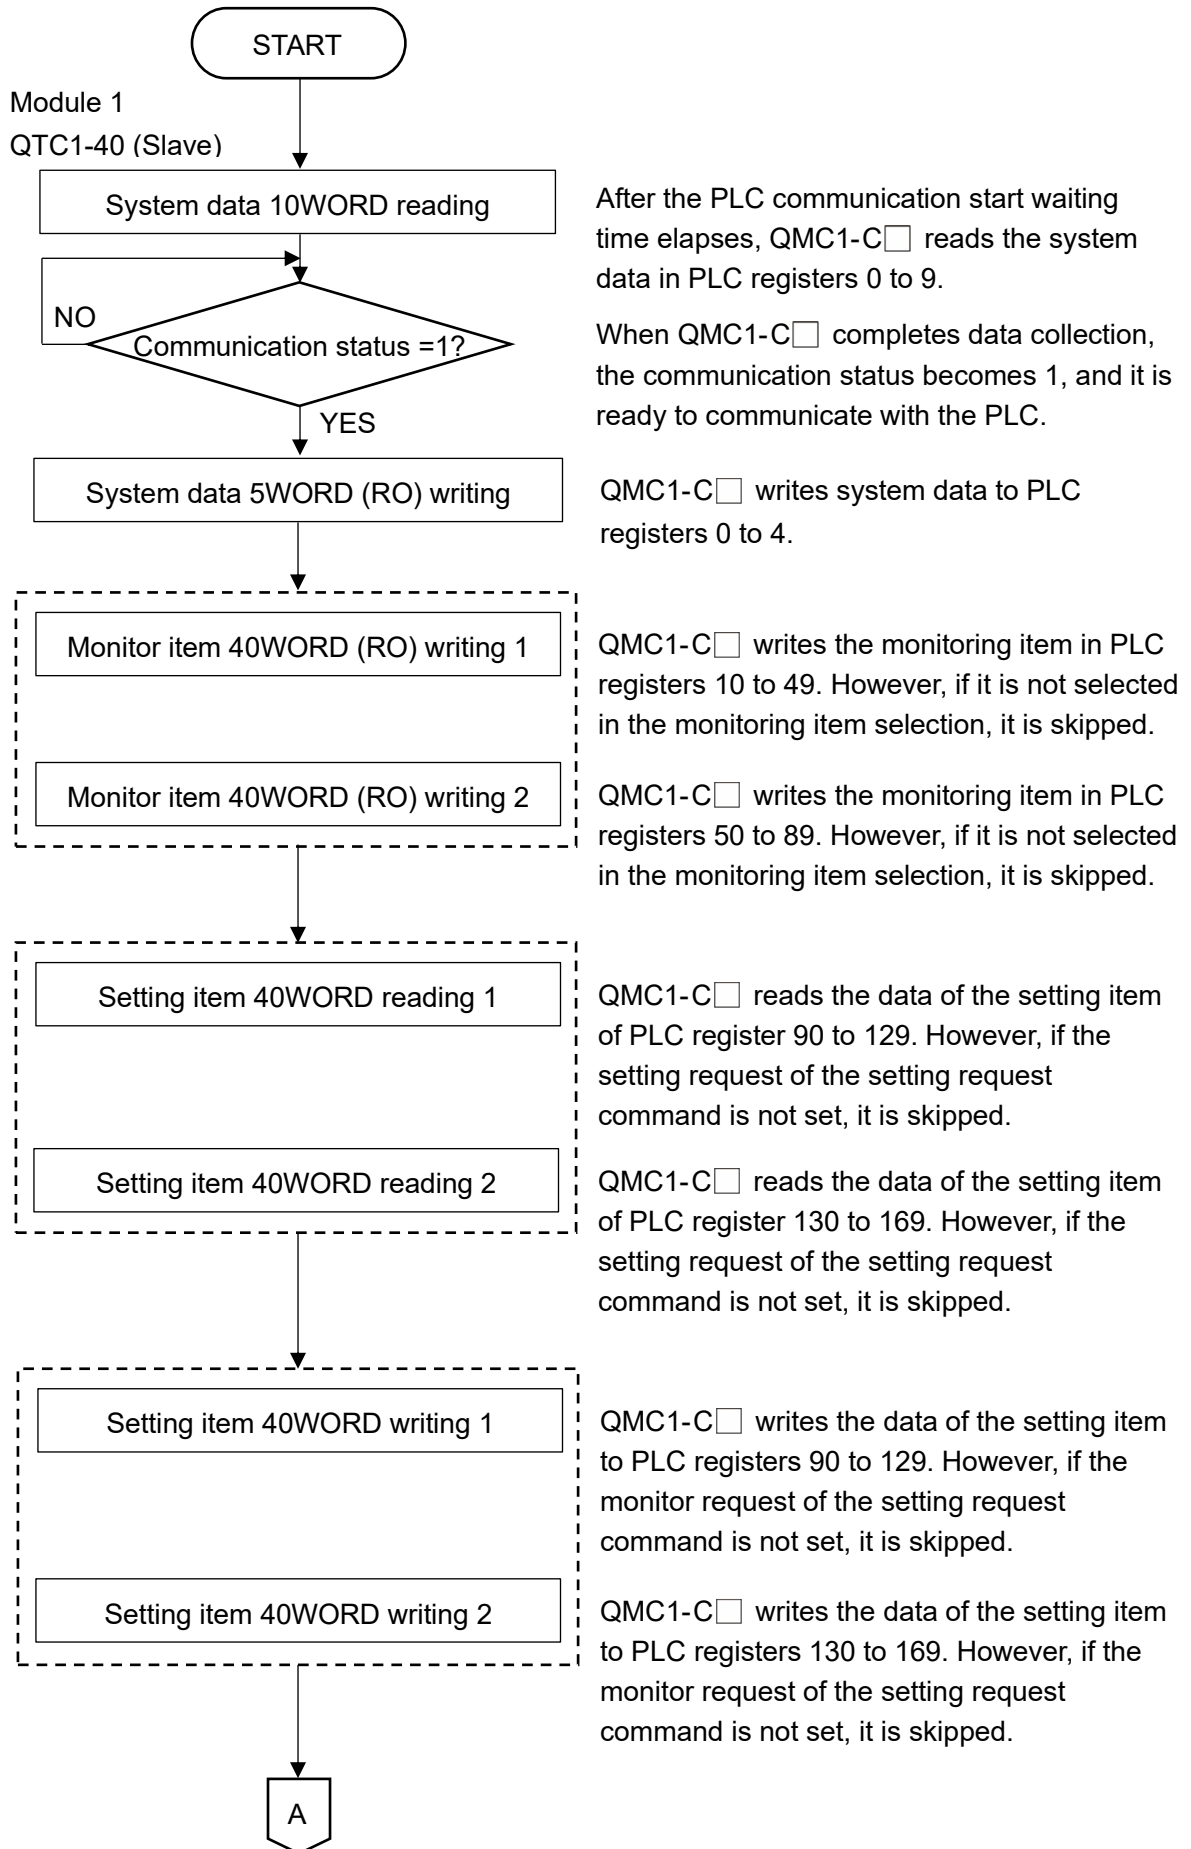 START
Module 1
QTC1-40 (Slave)
System data 10WORD reading
After the PLC communication start waiting
time elapses, QMC1-C□ reads the system
data in PLC registers 0 to 9.
NO
Communication status =1?
When QMC1-C□ completes data collection,
the communication status becomes 1, and it is
ready to communicate with the PLC.
YES
System data 5WORD (RO) writing
QMC1-C□ writes system data to PLC
registers 0 to 4.
Monitor item 40WORD (RO) writing 1
QMC1-C□ writes the monitoring item in PLC
registers 10 to 49. However, if it is not selected
in the monitoring item selection, it is skipped.
Monitor item 40WORD (RO) writing 2
QMC1-C□ writes the monitoring item in PLC
registers 50 to 89. However, if it is not selected
in the monitoring item selection, it is skipped.
Setting item 40WORD reading 1
QMC1-C□ reads the data of the setting item
of PLC register 90 to 129. However, if the
setting request of the setting request
command is not set, it is skipped.
Setting item 40WORD reading 2
QMC1-C□ reads the data of the setting item
of PLC register 130 to 169. However, if the
setting request of the setting request
command is not set, it is skipped.
Setting item 40WORD writing 1
QMC1-C□ writes the data of the setting item
to PLC registers 90 to 129. However, if the
monitor request of the setting request
command is not set, it is skipped.
Setting item 40WORD writing 2
QMC1-C□ writes the data of the setting item
to PLC registers 130 to 169. However, if the
monitor request of the setting request
command is not set, it is skipped.
A